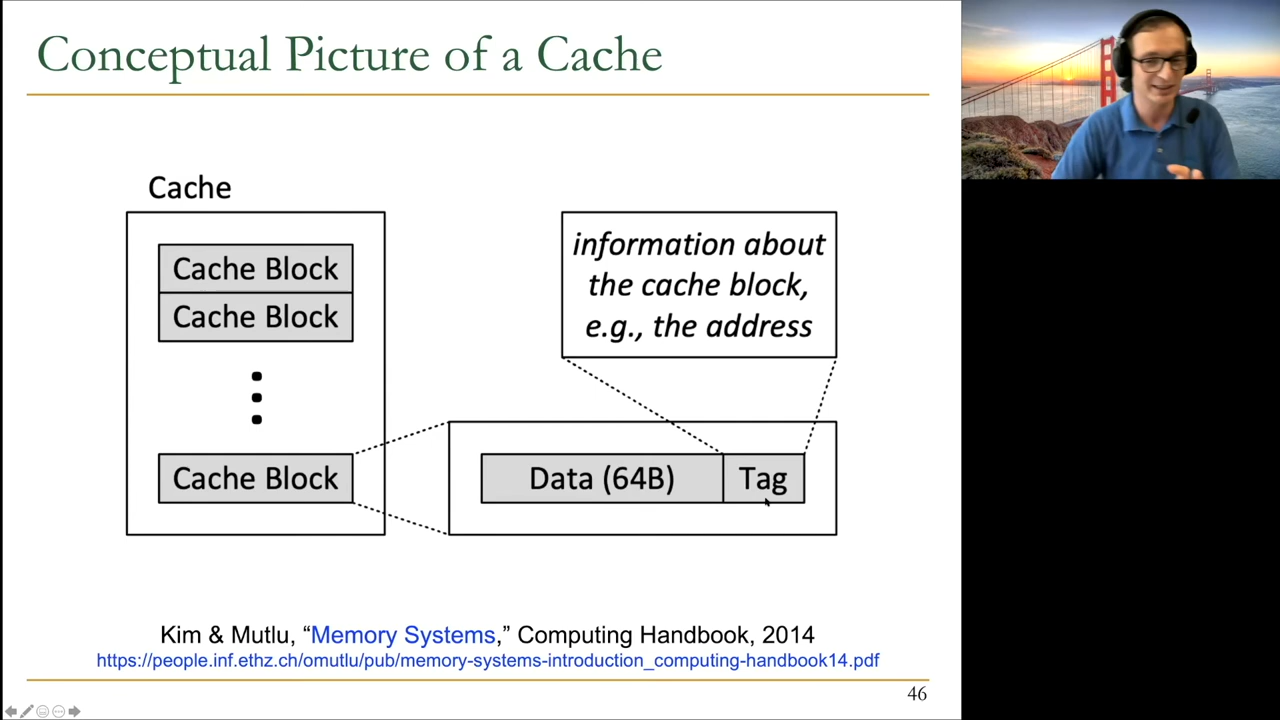 Conceptual Picture of a Cache
Cache
Cache Block
Cache Block
Cache Block
information about
the cache block,
e.g., the address
Data (64B)
Tag
Kim & Mutlu, “Memory Systems,” Computing Handbook, 2014
https://people.inf.ethz.ch/omutlu/pub/memory-systems-introduction_computing-handbook14.pdf
46